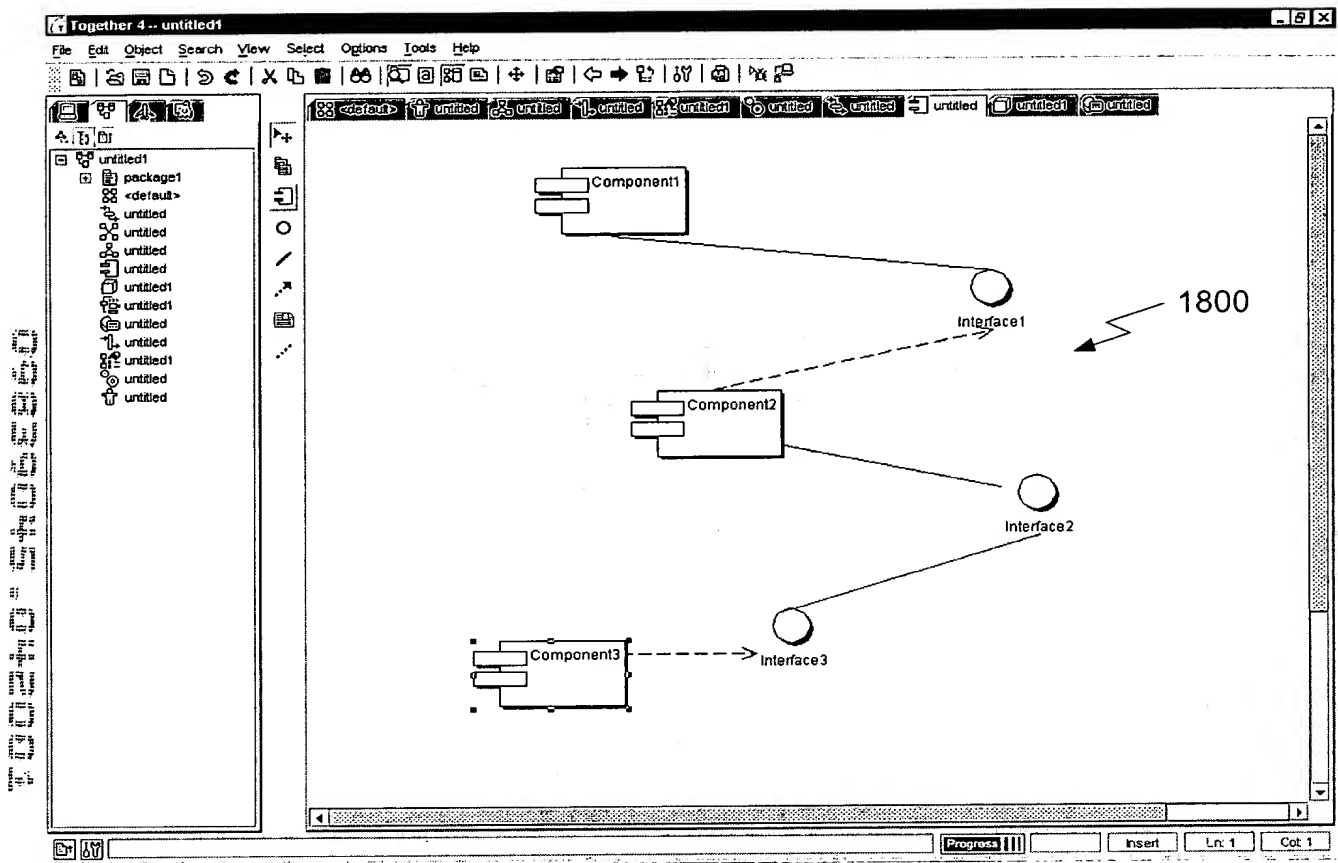 Together 4 -- untitled1
File Edit Object Search View Select Options Tools Help
<default> untitled untitled untitled untitled1 untitled untitled untitled untitled1 untitled
untitled1
package1
<default>
untitled
untitled
untitled
untitled
untitled1
untitled1
untitled
untitled
untitled1
untitled
untitled
Component1
Interface1
1800
Component2
Interface2
Component3
Interface3
Progress
Insert
Ln: 1
Col: 1